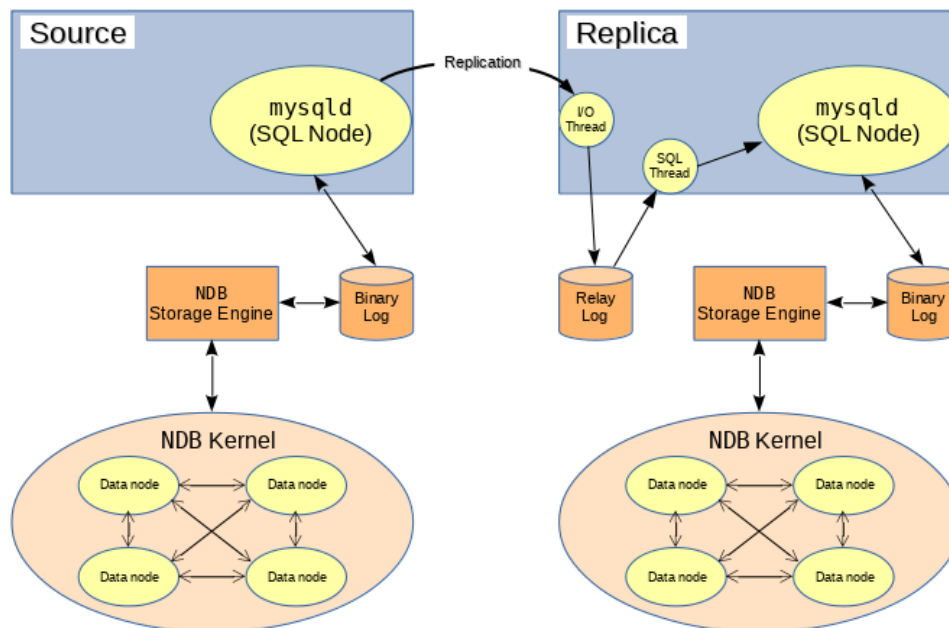 Source
Replica
Replication
mysqld
(SQL Node)
I/O
Thread
SQL
Thread
mysqld
(SQL Node)
NDB
Storage Engine
Binary
Log
Relay
Log
NDB
Storage Engine
Binary
Log
NDB Kernel
Data node
Data node
Data node
Data node
NDB Kernel
Data node
Data node
Data node
Data node